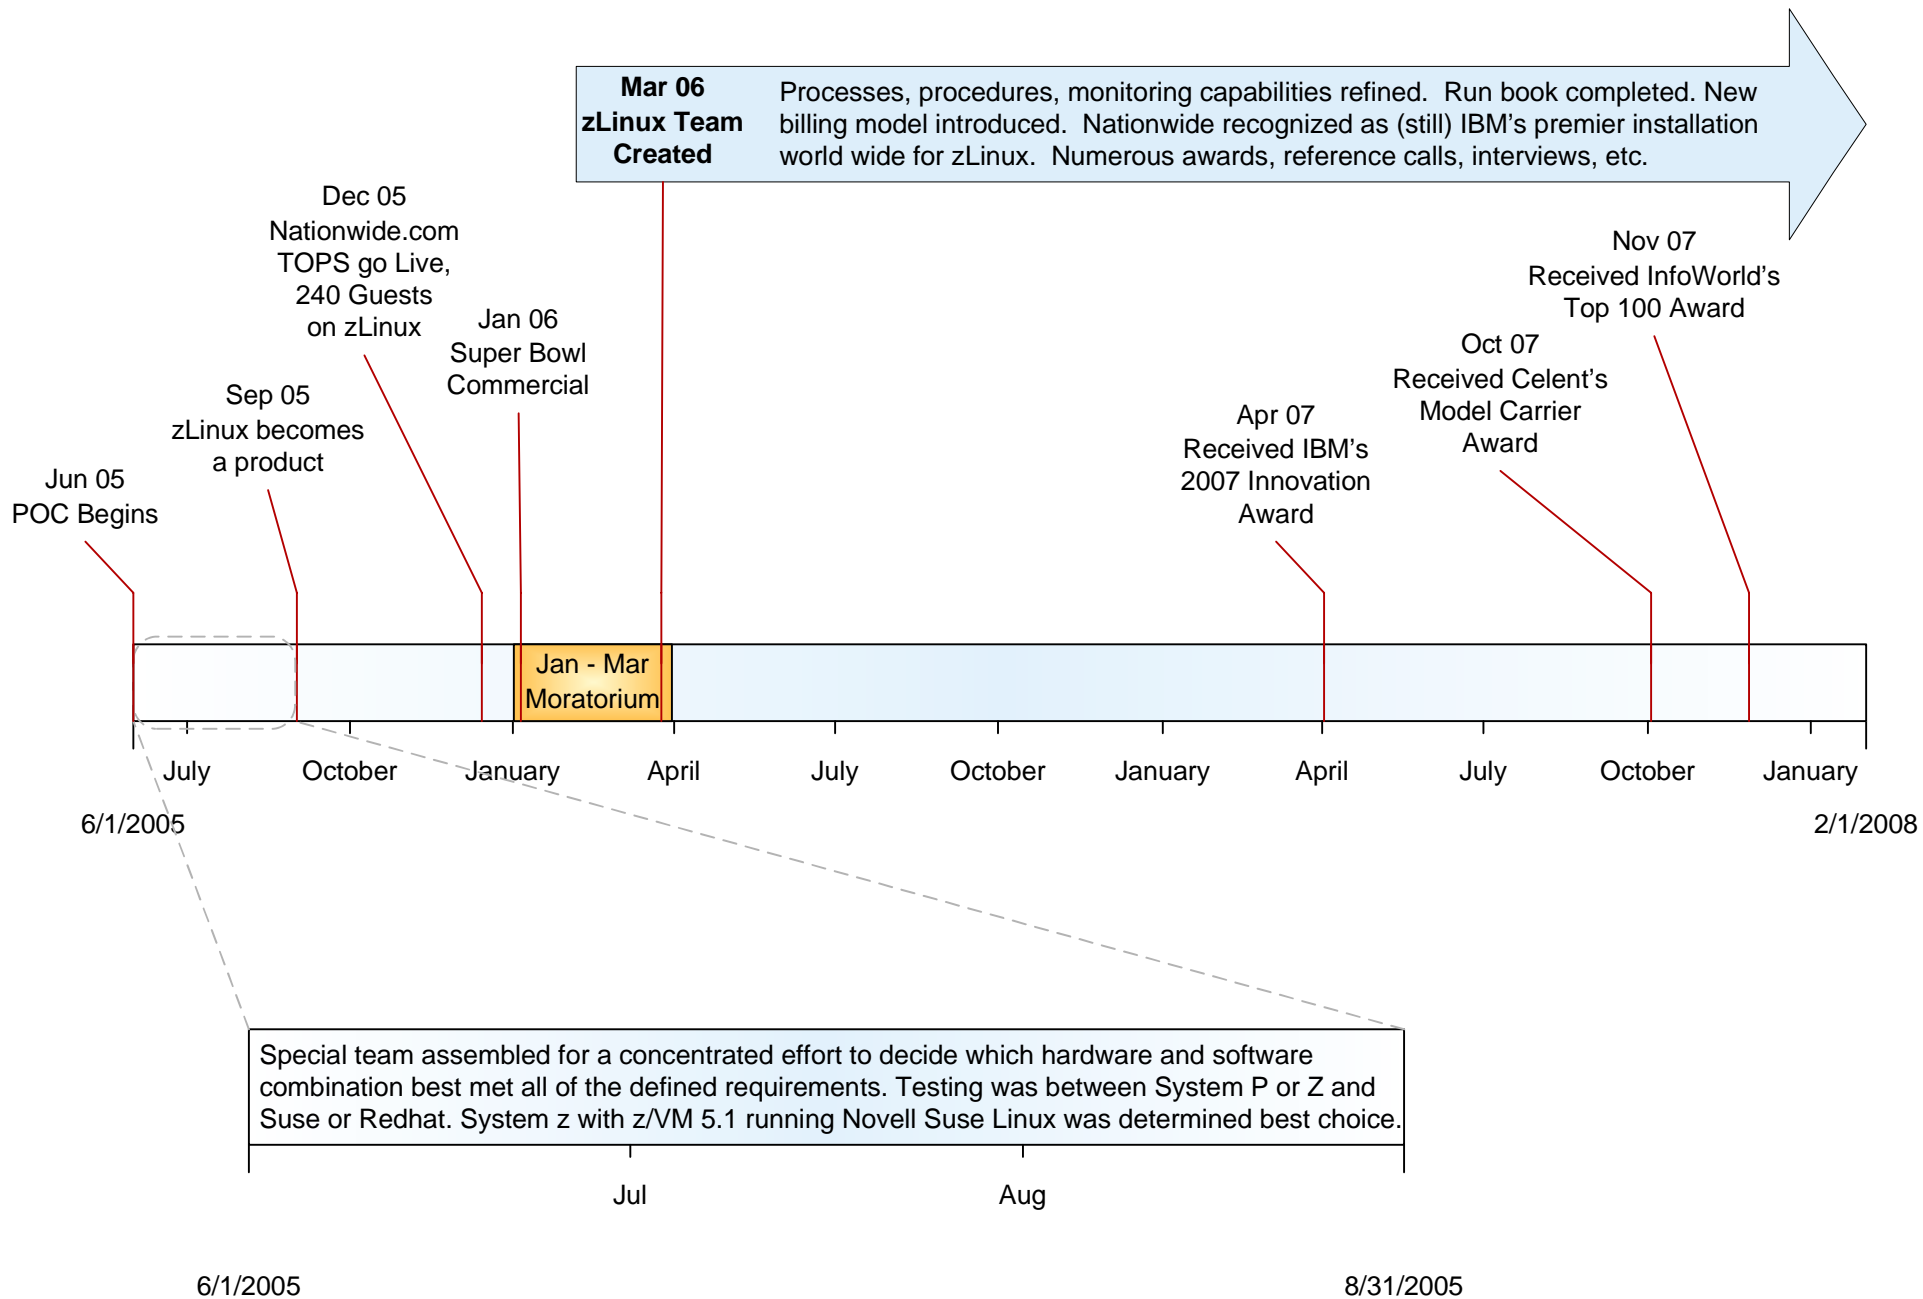 Mar 06
zLinux Team
Created
Processes, procedures, monitoring capabilities refined.  Run book completed. New
billing model introduced.  Nationwide recognized as (still) IBM's premier installation
world wide for zLinux.  Numerous awards, reference calls, interviews, etc.
Dec 05
Nationwide.com
TOPS go Live,
240 Guests
on zLinux
Jan 06
Super Bowl
Commercial
Sep 05
zLinux becomes
a product
Jun 05
POC Begins
Nov 07
Received InfoWorld's
Top 100 Award
Oct 07
Received Celent's
Model Carrier
Award
Apr 07
Received IBM's
2007 Innovation
Award
Jan - Mar
Moratorium
July
October
January
April
July
October
January
April
July
October
January
6/1/2005
2/1/2008
Special team assembled for a concentrated effort to decide which hardware and software
combination best met all of the defined requirements. Testing was between System P or Z and
Suse or Redhat. System z with z/VM 5.1 running Novell Suse Linux was determined best choice.
Jul
Aug
6/1/2005
8/31/2005